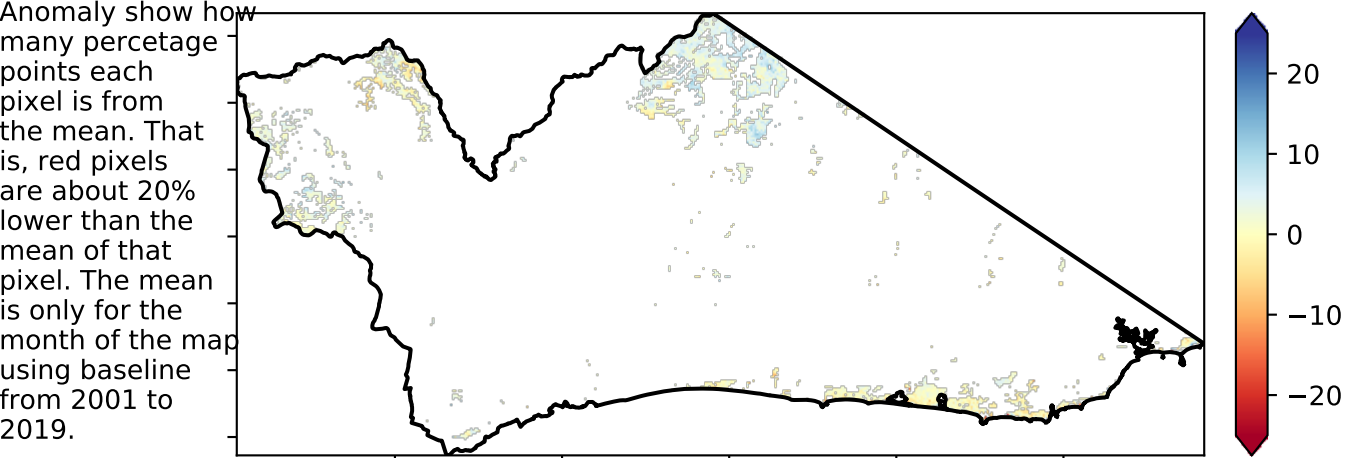 Anomaly show how
many percetage
points each
pixel is from
the mean. That
is, red pixels
are about 20%
lower than the
mean of that
pixel. The mean
is only for the
month of the map
using baseline
from 2001 to
2019.
20
10
0
−10
−20